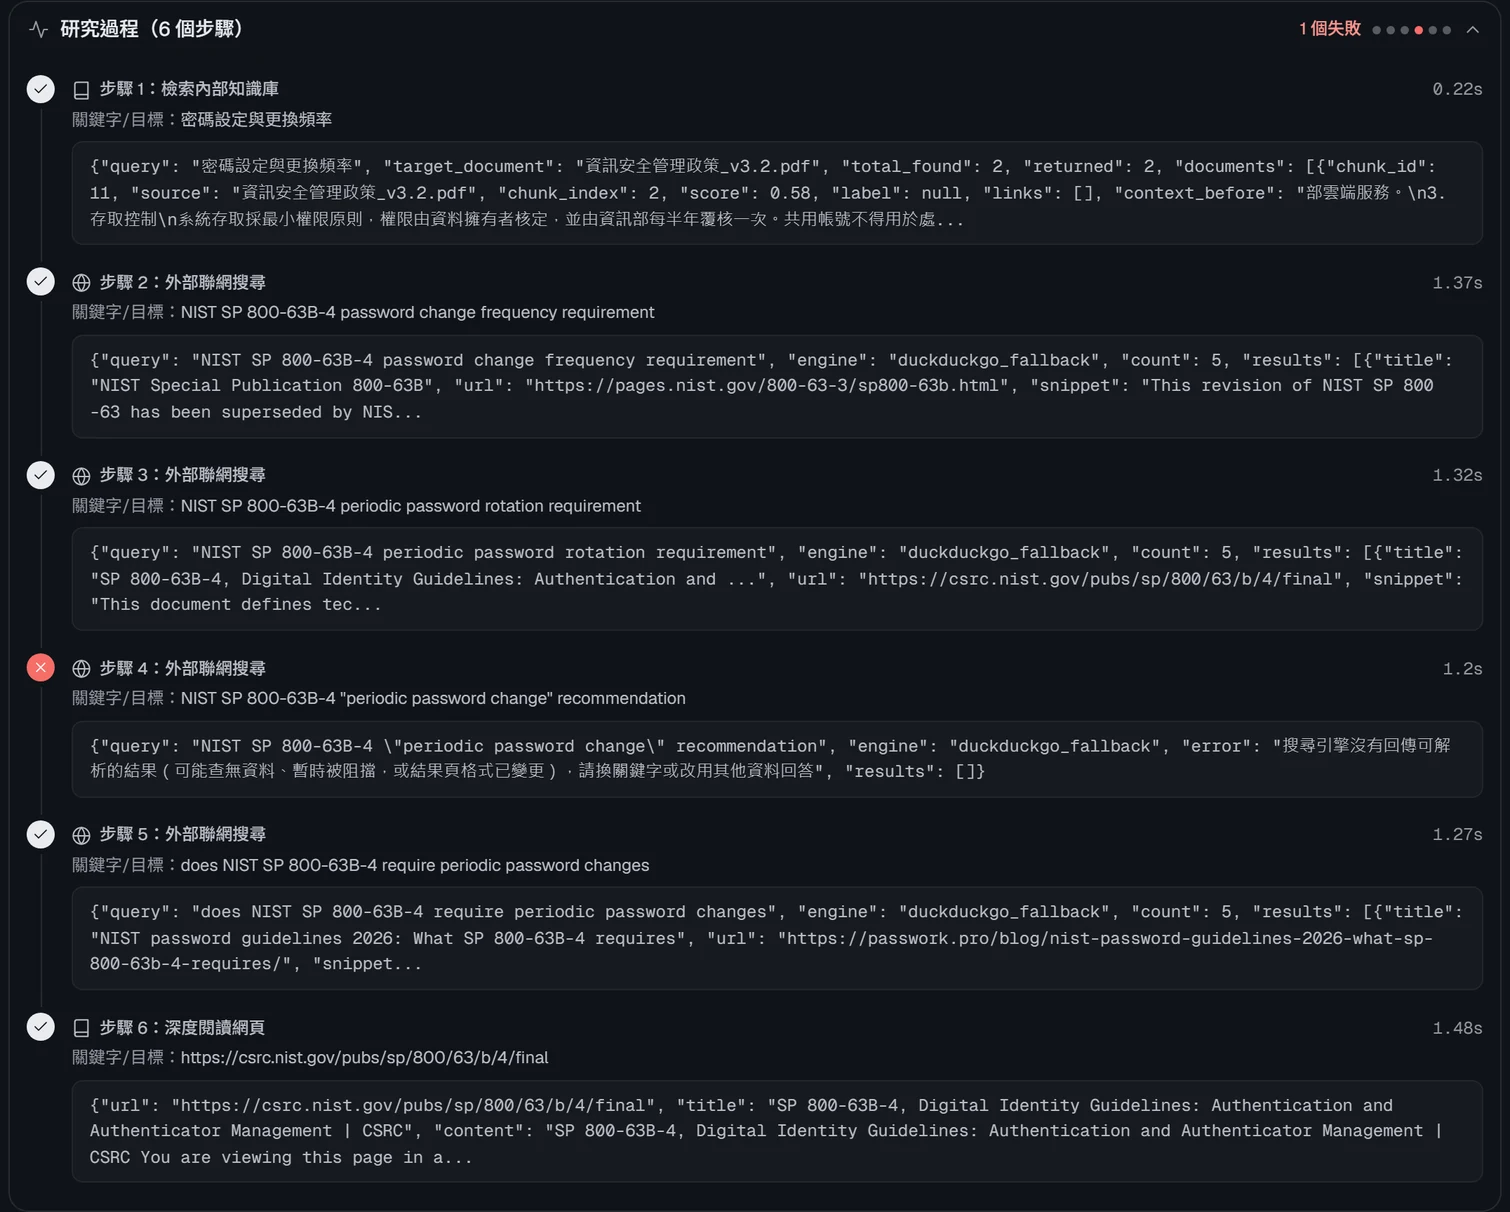 研究過程（6 個步驟）
1 個失敗
步驟 1：檢索內部知識庫
0.22s
關鍵字/目標：密碼設定與更換頻率
{"query": "密碼設定與更換頻率", "target_document": "資訊安全管理政策_v3.2.pdf", "total_found": 2, "returned": 2, "documents": [{"chunk_id":
11, "source": "資訊安全管理政策_v3.2.pdf", "chunk_index": 2, "score": 0.58, "label": null, "links": [], "context_before": "部雲端服務。\n3.
存取控制\n系統存取採最小權限原則，權限由資料擁有者核定，並由資訊部每半年覆核一次。共用帳號不得用於處...
步驟 2：外部聯網搜尋
1.37s
關鍵字/目標：NIST SP 800-63B-4 password change frequency requirement
{"query": "NIST SP 800-63B-4 password change frequency requirement", "engine": "duckduckgo_fallback", "count": 5, "results": [{"title":
"NIST Special Publication 800-63B", "url": "https://pages.nist.gov/800-63-3/sp800-63b.html", "snippet": "This revision of NIST SP 800
-63 has been superseded by NIS...
步驟 3：外部聯網搜尋
1.32s
關鍵字/目標：NIST SP 800-63B-4 periodic password rotation requirement
{"query": "NIST SP 800-63B-4 periodic password rotation requirement", "engine": "duckduckgo_fallback", "count": 5, "results": [{"title":
"SP 800-63B-4, Digital Identity Guidelines: Authentication and ...", "url": "https://csrc.nist.gov/pubs/sp/800/63/b/4/final", "snippet":
"This document defines tec...
步驟 4：外部聯網搜尋
1.2s
關鍵字/目標：NIST SP 800-63B-4 "periodic password change" recommendation
{"query": "NIST SP 800-63B-4 \"periodic password change\" recommendation", "engine": "duckduckgo_fallback", "error": "搜尋引擎沒有回傳可解
析的結果（可能查無資料、暫時被阻擋，或結果頁格式已變更），請換關鍵字或改用其他資料回答", "results": []}
步驟 5：外部聯網搜尋
1.27s
關鍵字/目標：does NIST SP 800-63B-4 require periodic password changes
{"query": "does NIST SP 800-63B-4 require periodic password changes", "engine": "duckduckgo_fallback", "count": 5, "results": [{"title":
"NIST password guidelines 2026: What SP 800-63B-4 requires", "url": "https://passwork.pro/blog/nist-password-guidelines-2026-what-sp-
800-63b-4-requires/", "snippet...
步驟 6：深度閱讀網頁
1.48s
關鍵字/目標：https://csrc.nist.gov/pubs/sp/800/63/b/4/final
{"url": "https://csrc.nist.gov/pubs/sp/800/63/b/4/final", "title": "SP 800-63B-4, Digital Identity Guidelines: Authentication and
Authenticator Management | CSRC", "content": "SP 800-63B-4, Digital Identity Guidelines: Authentication and Authenticator Management |
CSRC You are viewing this page in a...